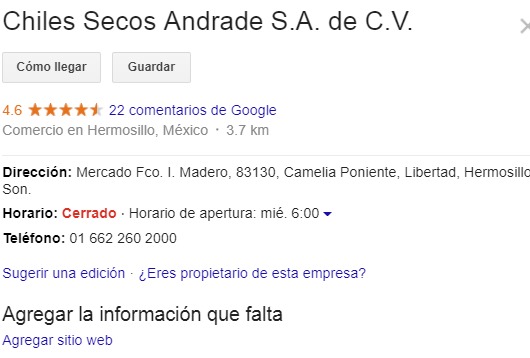 Chiles Secos Andrade S.A. de C.V.
Cómo llegar Guardar
4.6 22 comentarios de Google
Comercio en Hermosillo, México · 3.7 km
Dirección: Mercado Fco. I. Madero, 83130, Camelia Poniente, Libertad, Hermosillo
Son.
Horario: Cerrado · Horario de apertura: mié. 6:00
Teléfono: 01 662 260 2000
Sugerir una edición · ¿Eres propietario de esta empresa?
Agregar la información que falta
Agregar sitio web